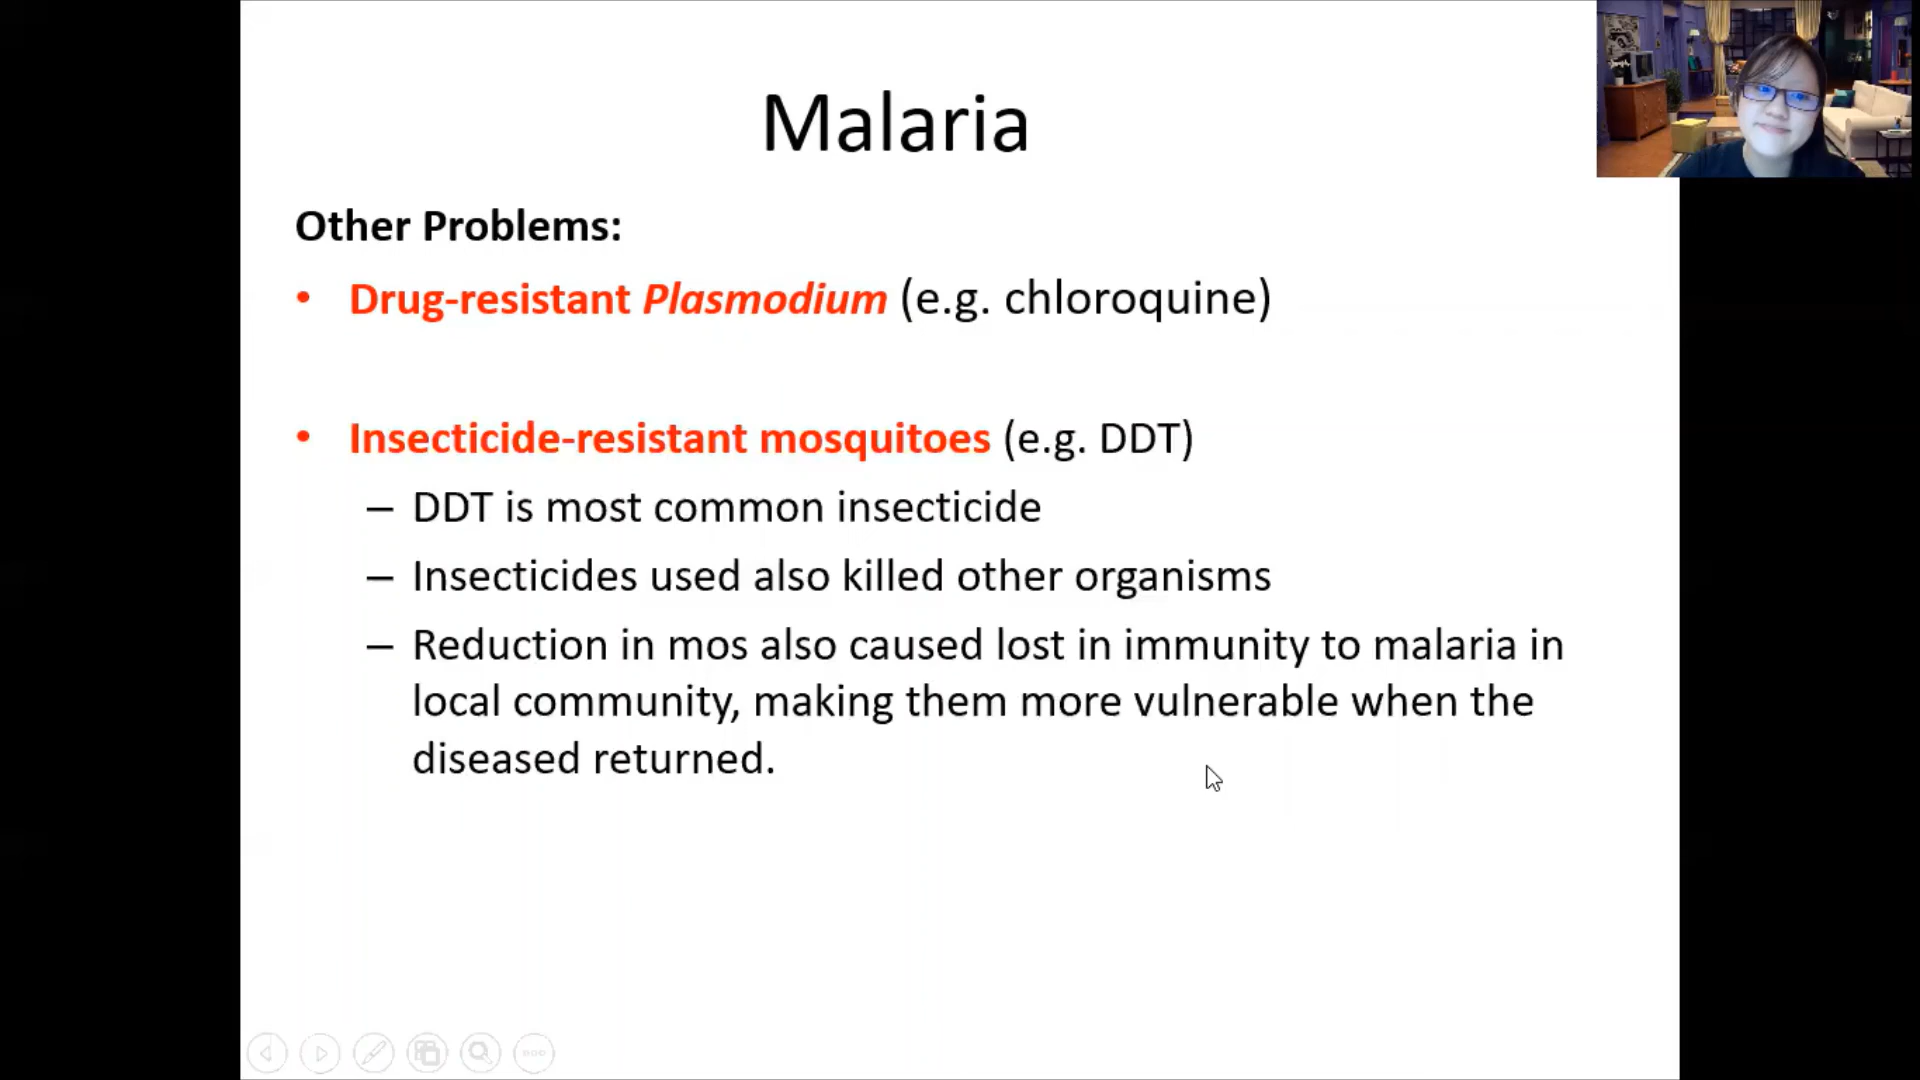 Malaria
Other Problems:
• Drug-resistant Plasmodium (e.g. chloroquine)
• Insecticide-resistant mosquitoes (e.g. DDT)
– DDT is most common insecticide
– Insecticides used also killed other organisms
– Reduction in mos also caused lost in immunity to malaria in
local community, making them more vulnerable when the
diseased returned.